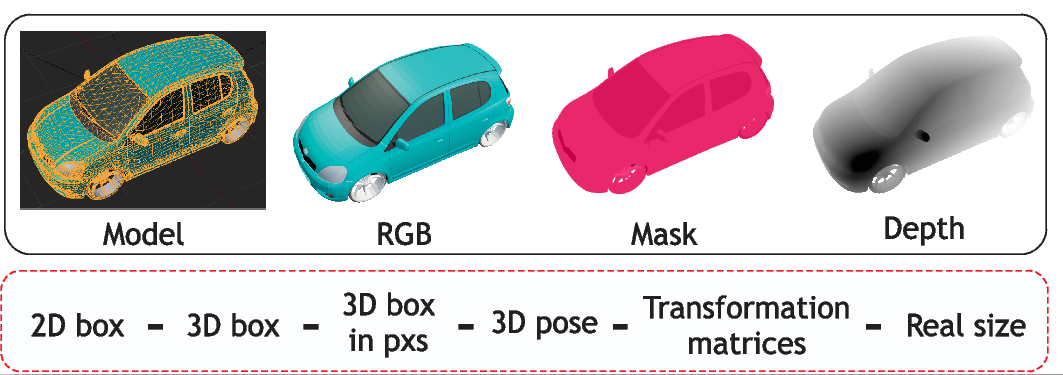 Model
RGB
Mask
Depth
2D box - 3D box - 3D box in pxs - 3D pose - Transformation matrices - Real size